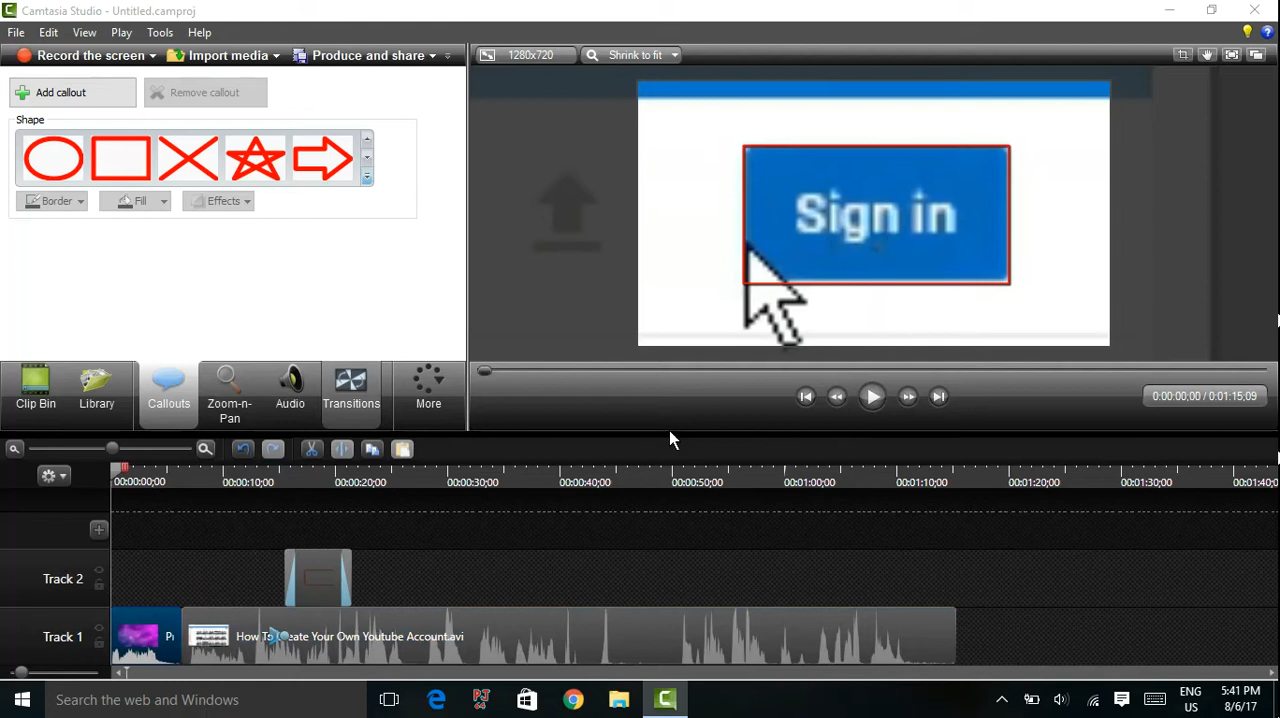 Camtasia Studio - Untitled.camproj
File Edit View Play Tools Help
Record the screen Import media Produce and share
1280x720 Shrink to fit
Add callout Remove callout
Shape
Border Fill Effects
Sign in
Clip Bin Library Callouts Zoom-n-Pan Audio Transitions More
0:00:00;00 / 0:01:15;09
00:00:00;00 00:00:10;00 00:00:20;00 00:00:30;00 00:00:40;00 00:00:50;00 00:01:00;00 00:01:10;00 00:01:20;00 00:01:30;00
Track 2
Track 1 How To Create Your Own Youtube Account.avi
Search the web and Windows
ENG 5:41 PM
US 8/6/17